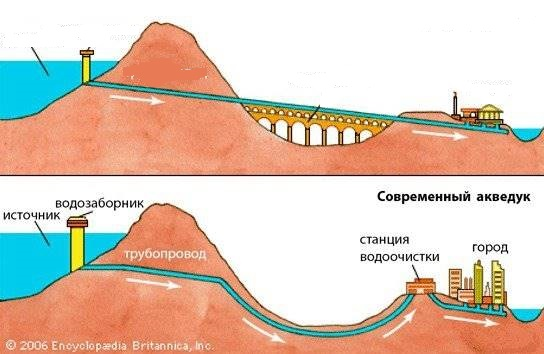 Современный акведук
водозаборник
источник
трубопровод
станция
водоочистки
город
© 2006 Encyclopædia Britannica, Inc.